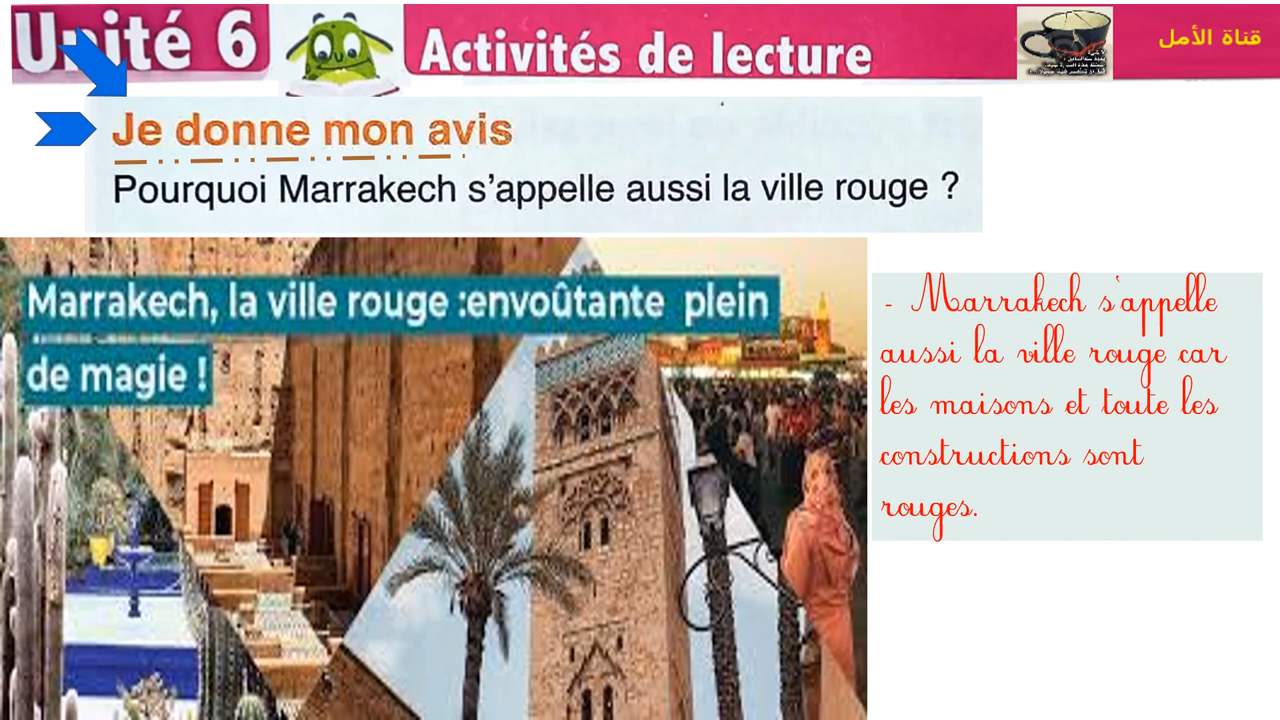 Unité 6
Activités de lecture
قناة الأمل
Je donne mon avis
Pourquoi Marrakech s'appelle aussi la ville rouge ?
Marrakech, la ville rouge :envoûtante plein
de magie !
- Marrakech s'appelle
aussi la ville rouge car
les maisons et toute les
constructions sont
rouges.